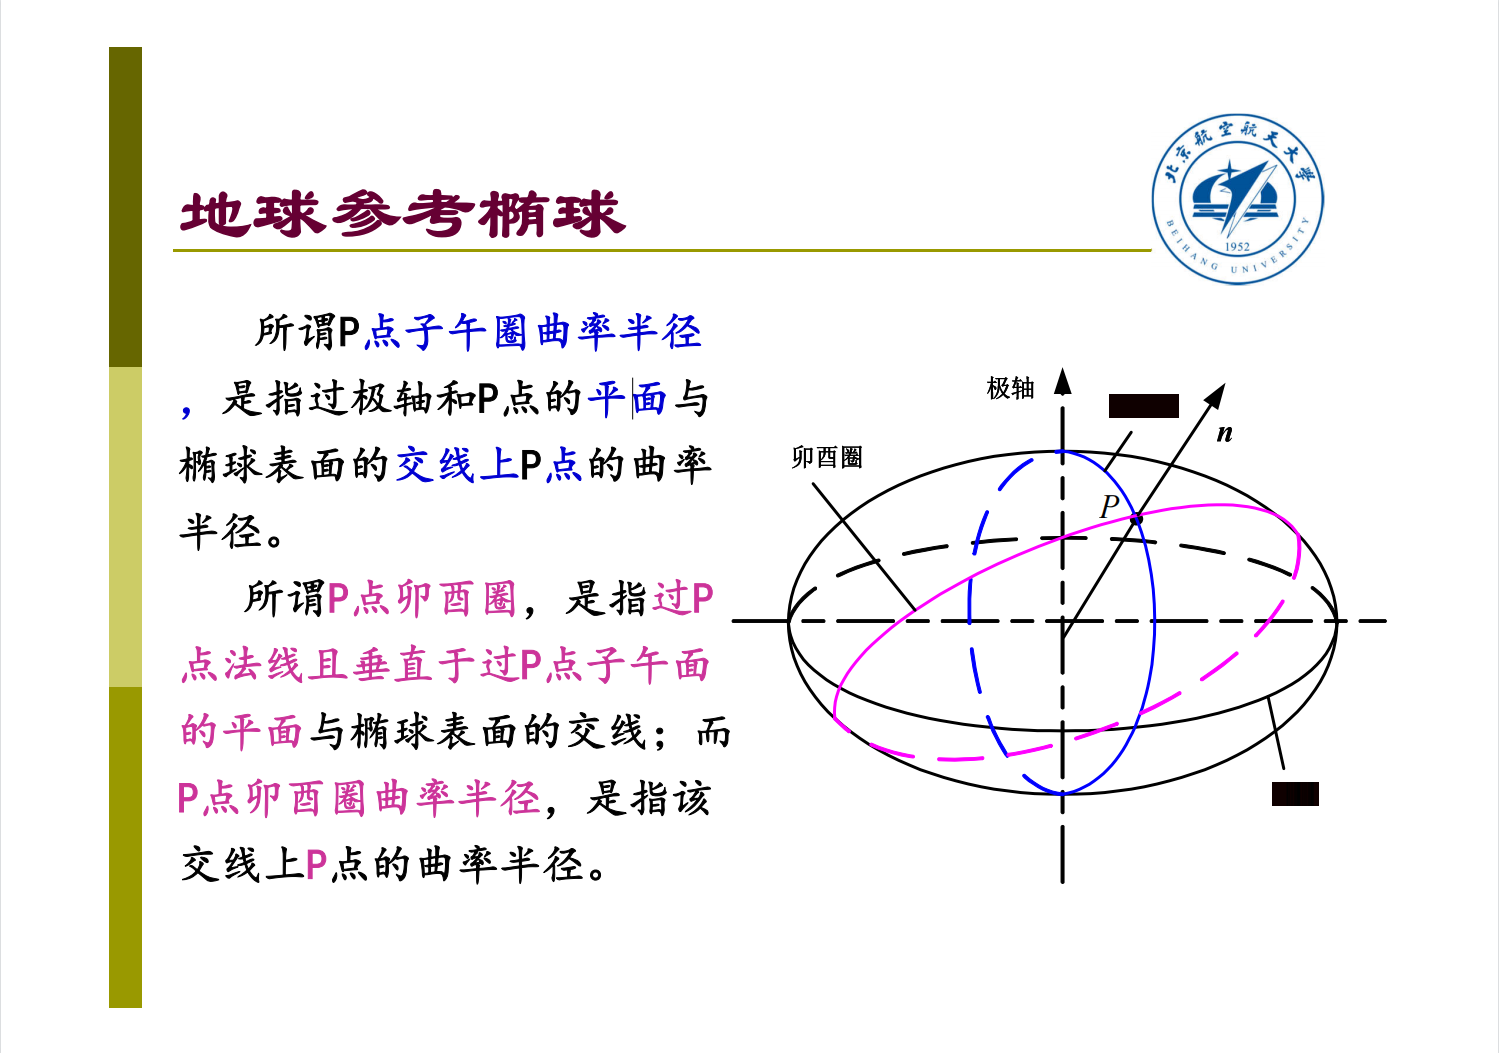 北京航空航天大学
1952
BEIHANG UNIVERSITY
地球参考椭球
所谓P点子午圈曲率半径
，是指过极轴和P点的平面与
椭球表面的交线上P点的曲率
半径。
所谓P点卯酉圈，是指过P
点法线且垂直于过P点子午面
的平面与椭球表面的交线；而
P点卯酉圈曲率半径，是指该
交线上P点的曲率半径。
极轴
n
卯酉圈
P